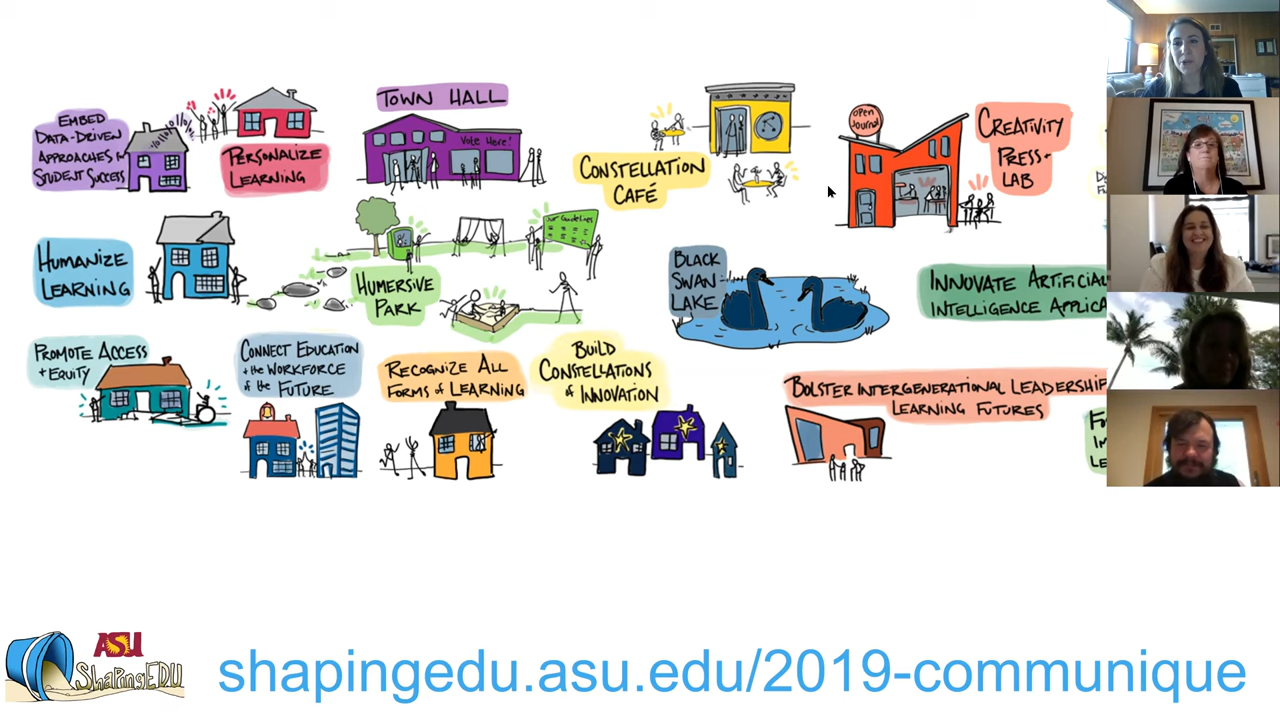 EMBED
DATA-DRIVEN
APPROACHES to
STUDENT SUCCESS
PERSONALIZE
LEARNING
TOWN HALL
Vote Here!
CONSTELLATION
CAFÉ
Open
Journal
CREATIVITY
PRESS+
LAB
HUMANIZE
LEARNING
HUMERSIVE
PARK
Our Guidelines
BLACK
SWAN
LAKE
INNOVATE ARTIFICIAL
INTELLIGENCE APPLICA
PROMOTE ACCESS
+ EQUITY
CONNECT EDUCATION
+ the WORKFORCE
of the FUTURE
RECOGNIZE ALL
FORMS of LEARNING
BUILD
CONSTELLATIONS
of INNOVATION
BOLSTER INTERGENERATIONAL LEADERSHIP
LEARNING FUTURES
ASU
ShapingEDU
shapingedu.asu.edu/2019-communique